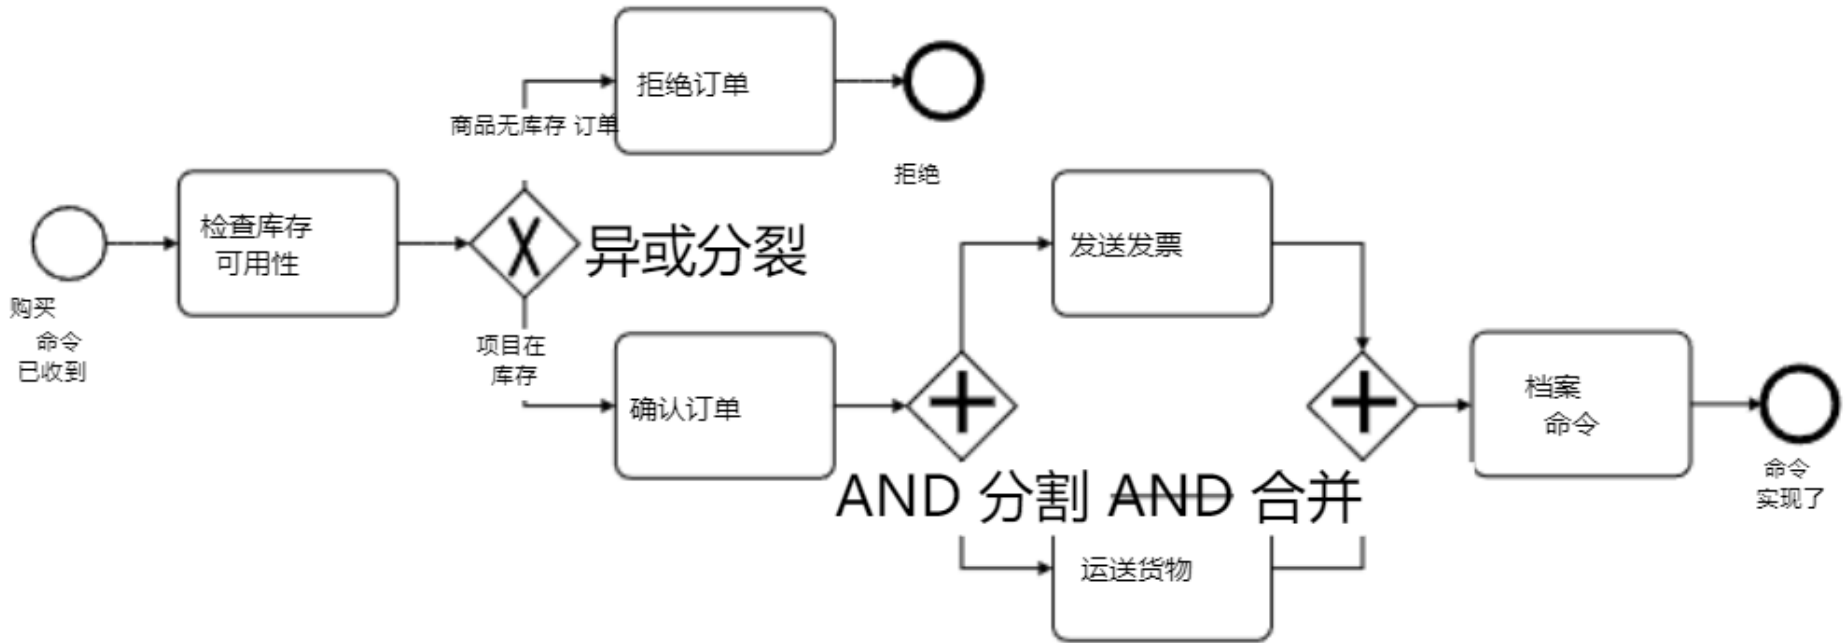 拒绝订单
商品无库存 订单
拒绝
检查库存
可用性
异或分裂
发送发票
购买
命令
已收到
项目在
库存
确认订单
档案
命令
AND 分割 AND 合并
命令
实现了
运送货物